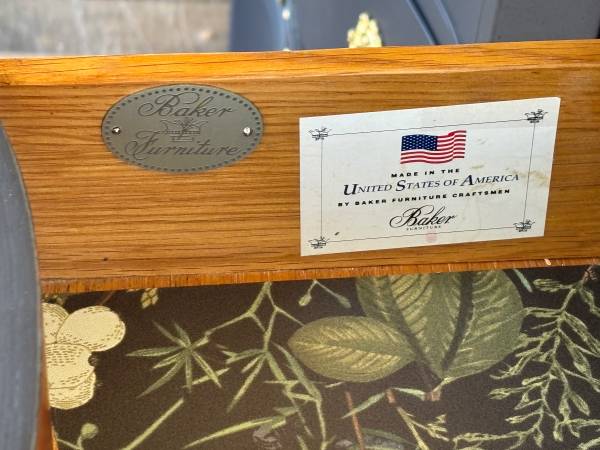 Baker
Furniture
MADE IN THE
UNITED STATES OF AMERICA
BY BAKER FURNITURE CRAFTSMEN
Baker
FURNITURE